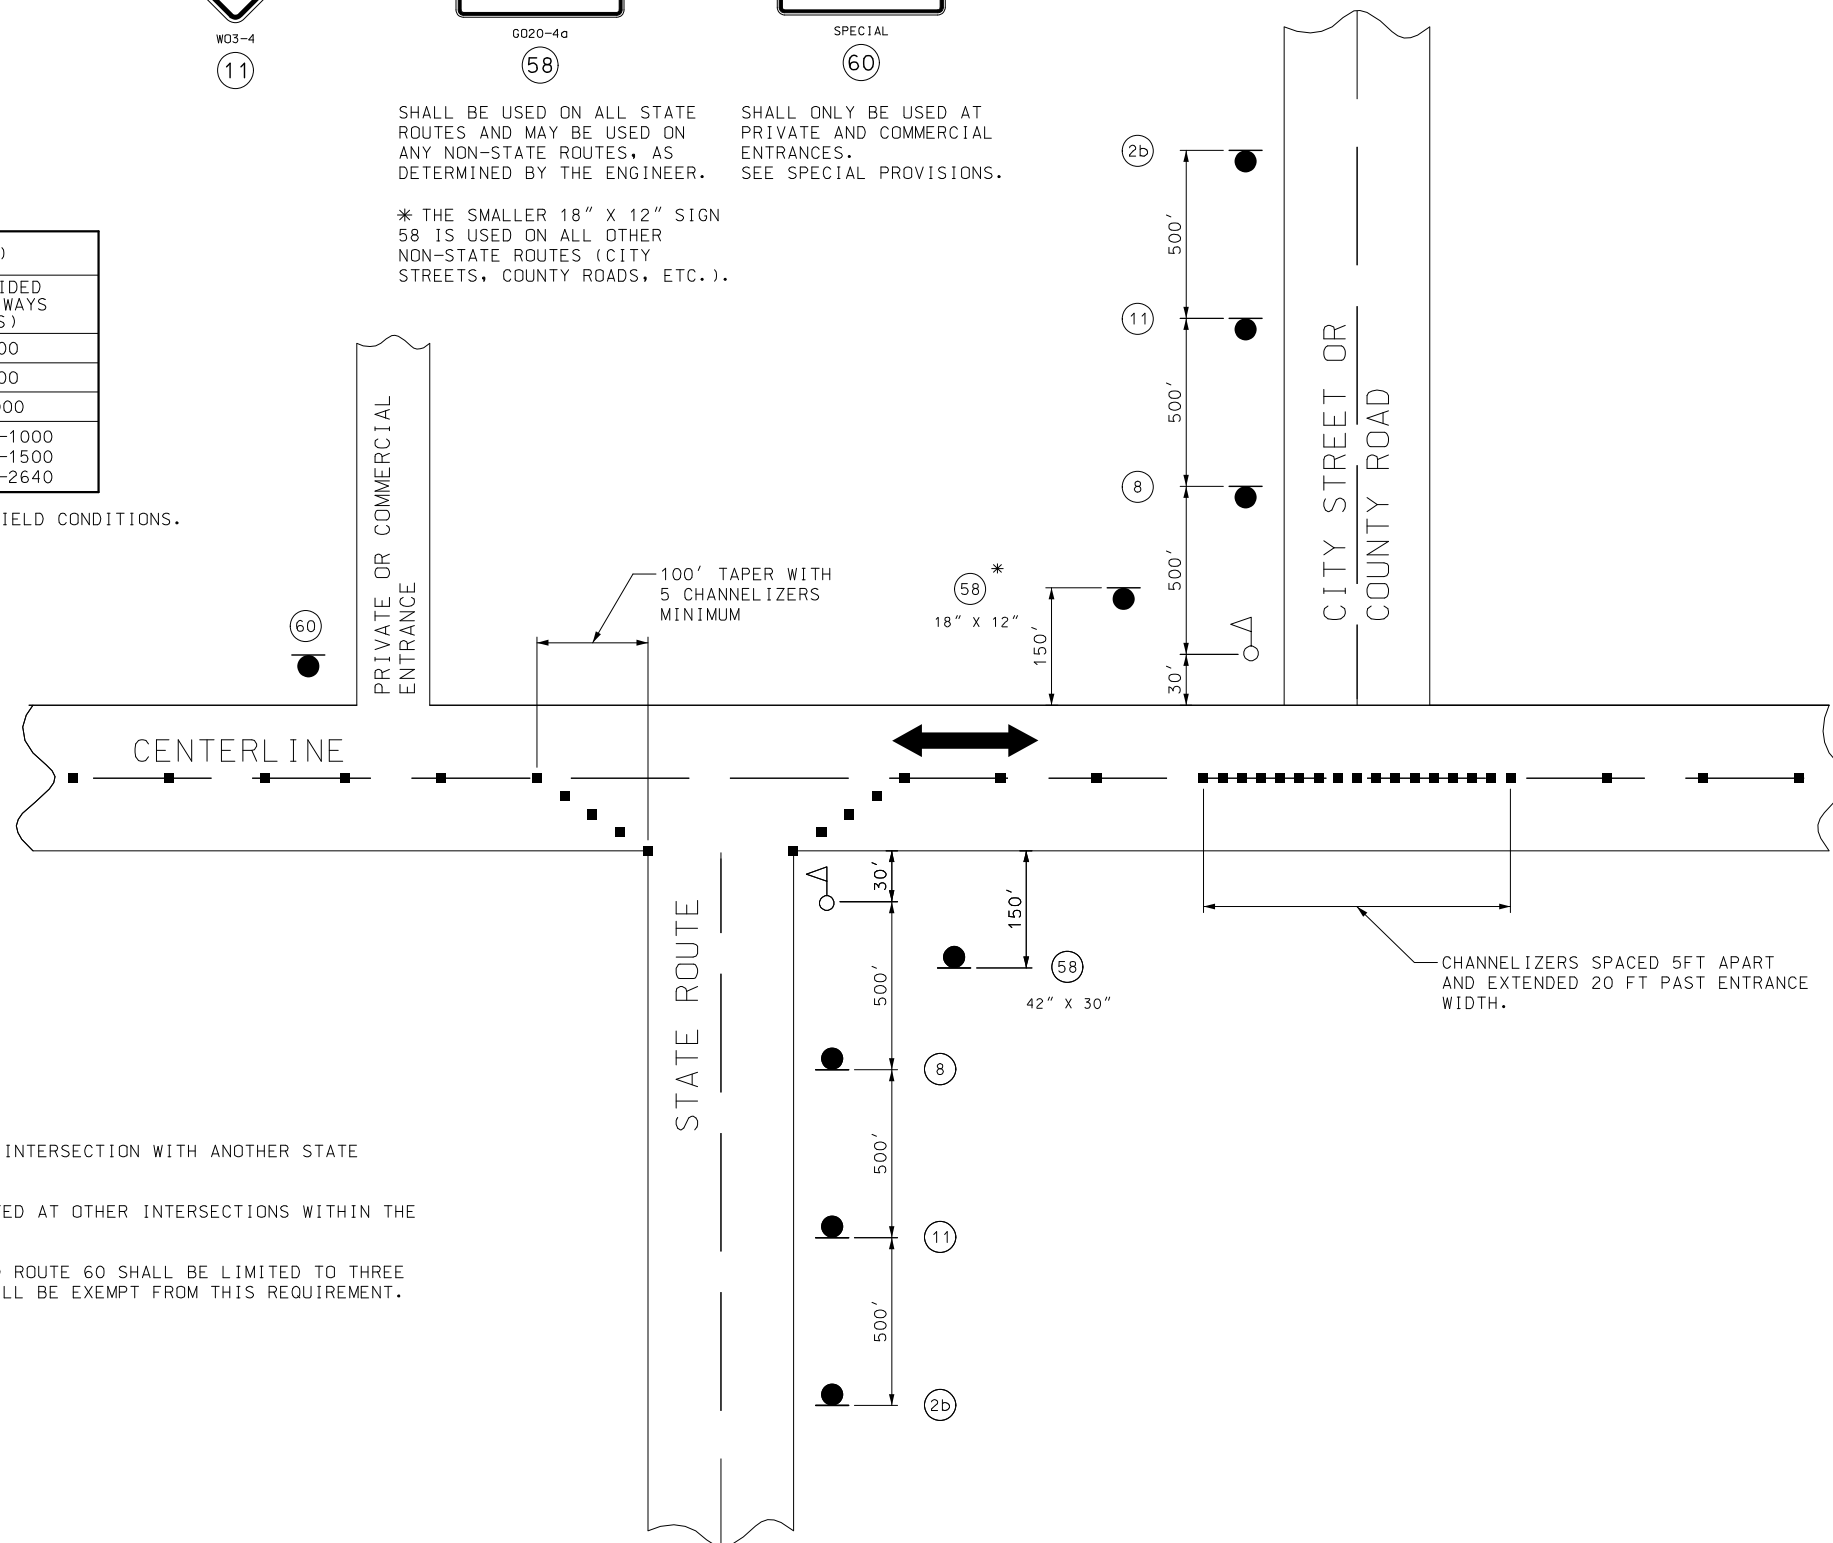 WO3-4
11
GO20-4a
58
SPECIAL
60
SHALL BE USED ON ALL STATE
ROUTES AND MAY BE USED ON
ANY NON-STATE ROUTES, AS
DETERMINED BY THE ENGINEER.
SHALL ONLY BE USED AT
PRIVATE AND COMMERCIAL
ENTRANCES.
SEE SPECIAL PROVISIONS.
* THE SMALLER 18" X 12" SIGN
58 IS USED ON ALL OTHER
NON-STATE ROUTES (CITY
STREETS, COUNTY ROADS, ETC.).
-1000
-1500
-2640
CONDITIONS.
PRIVATE OR COMMERCIAL
ENTRANCE
60
100' TAPER WITH
5 CHANNELIZERS
MINIMUM
58 *
18" X 12"
150'
2b
500'
11
500'
8
500'
30'
CITY STREET OR
COUNTY ROAD
CENTERLINE
STATE ROUTE
30'
150'
58
42" X 30"
500'
8
500'
11
500'
2b
CHANNELIZERS SPACED 5FT APART
AND EXTENDED 20 FT PAST ENTRANCE
WIDTH.
INTERSECTION WITH ANOTHER STATE
AT OTHER INTERSECTIONS WITHIN THE
ROUTE 60 SHALL BE LIMITED TO THREE
BE EXEMPT FROM THIS REQUIREMENT.